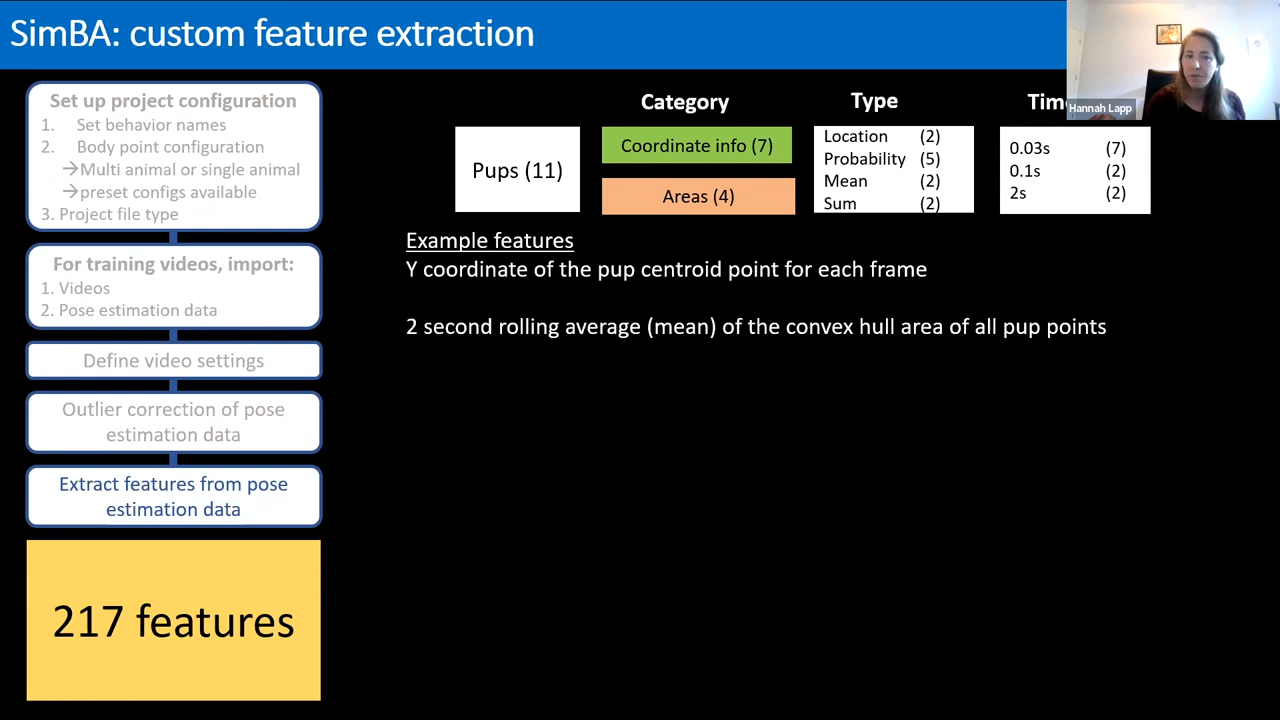 SimBA: custom feature extraction
Hannah Lapp
Set up project configuration
1. Set behavior names
2. Body point configuration
→Multi animal or single animal
→preset configs available
3. Project file type
For training videos, import:
1. Videos
2. Pose estimation data
Define video settings
Outlier correction of pose
estimation data
Extract features from pose
estimation data
217 features
Category
Type
Pups (11)
Coordinate info (7)
Areas (4)
Location (2)
Probability (5)
Mean (2)
Sum (2)
0.03s (7)
0.1s (2)
2s (2)
Example features
Y coordinate of the pup centroid point for each frame
2 second rolling average (mean) of the convex hull area of all pup points